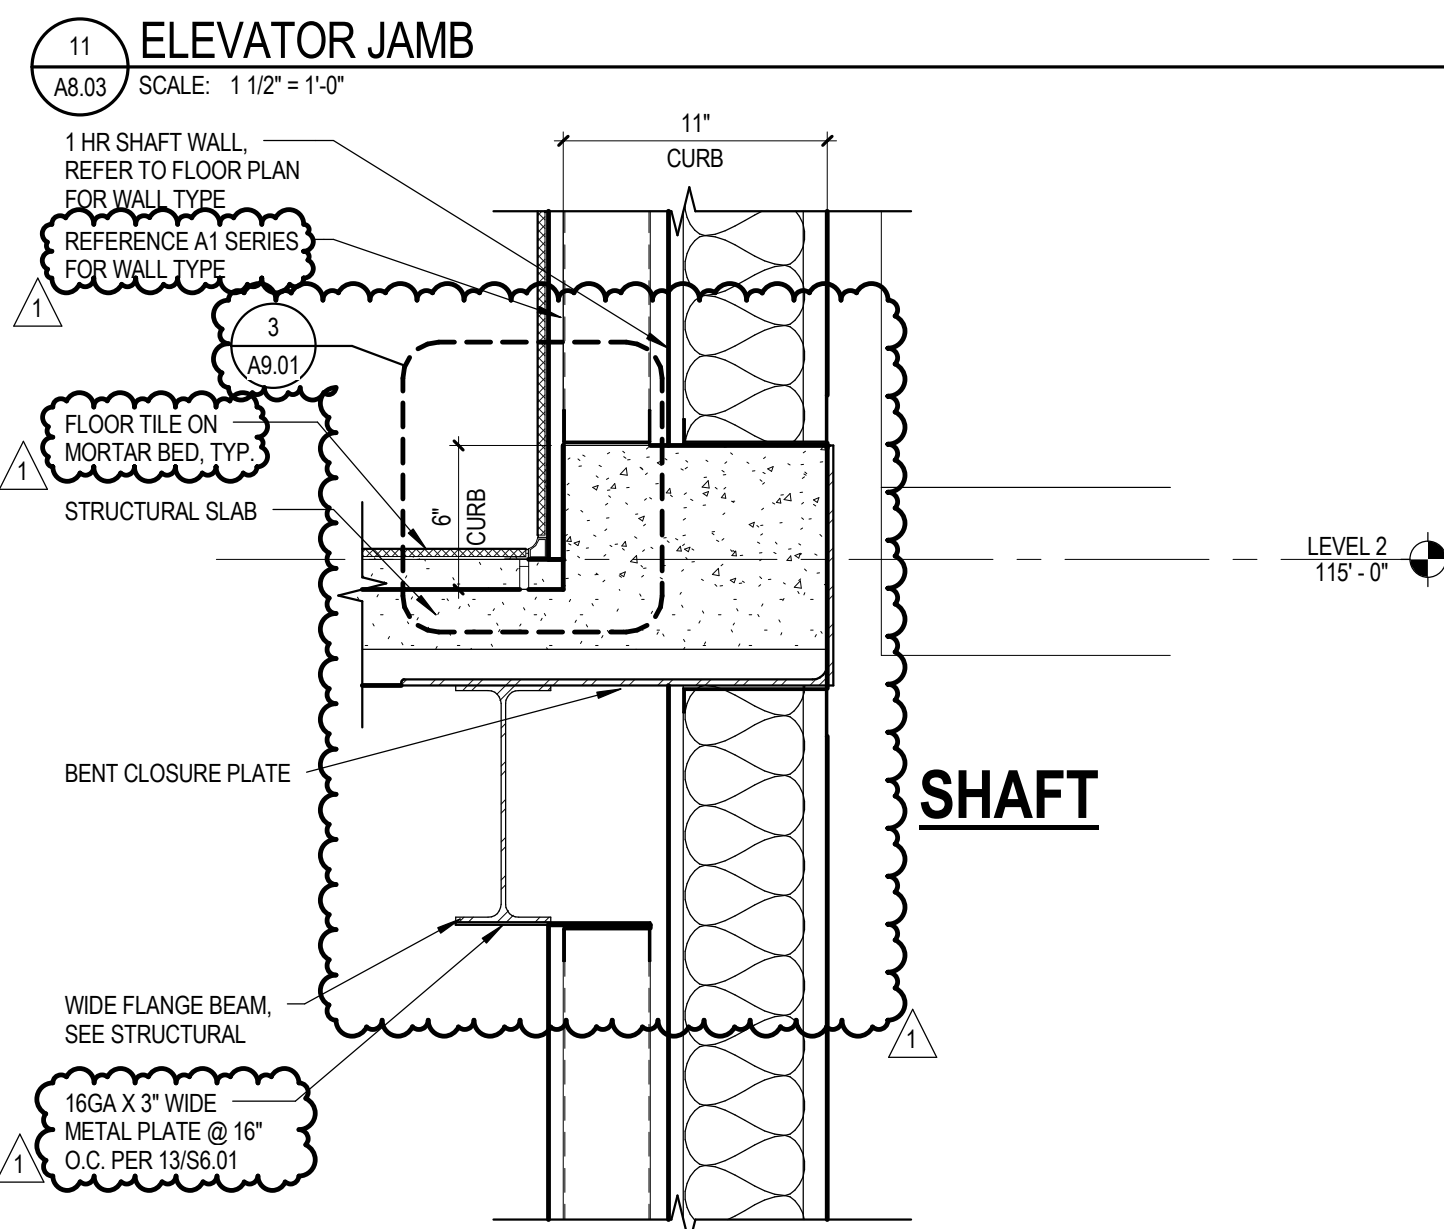 11
A8.03
ELEVATOR JAMB
SCALE: 1 1/2" = 1'-0"
1 HR SHAFT WALL,
REFER TO FLOOR PLAN
FOR WALL TYPE
11"
CURB
REFERENCE A1 SERIES
FOR WALL TYPE
1
3
A9.01
FLOOR TILE ON
MORTAR BED, TYP.
1
STRUCTURAL SLAB
6"
CURB
LEVEL 2
115' - 0"
BENT CLOSURE PLATE
SHAFT
WIDE FLANGE BEAM,
SEE STRUCTURAL
1
16GA X 3" WIDE
METAL PLATE @ 16"
O.C. PER 13/S6.01
1